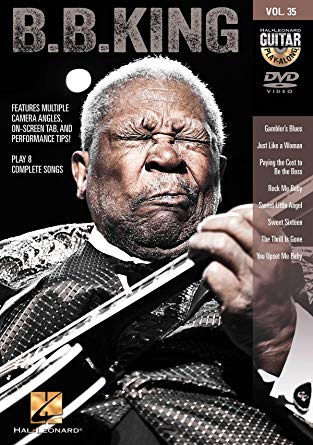 B.B.KING
VOL. 35
HAL•LEONARD®
GUITAR
PLAY-ALONG
DVD
VIDEO
FEATURES MULTIPLE
CAMERA ANGLES,
ON-SCREEN TAB, AND
PERFORMANCE TIPS!
PLAY 8
COMPLETE SONGS
Gambler's Blues
Just Like a Woman
Paying the Cost to
Be the Boss
Rock Me Baby
Sweet Little Angel
Sweet Sixteen
The Thrill Is Gone
You Upset Me Baby
HAL•LEONARD®